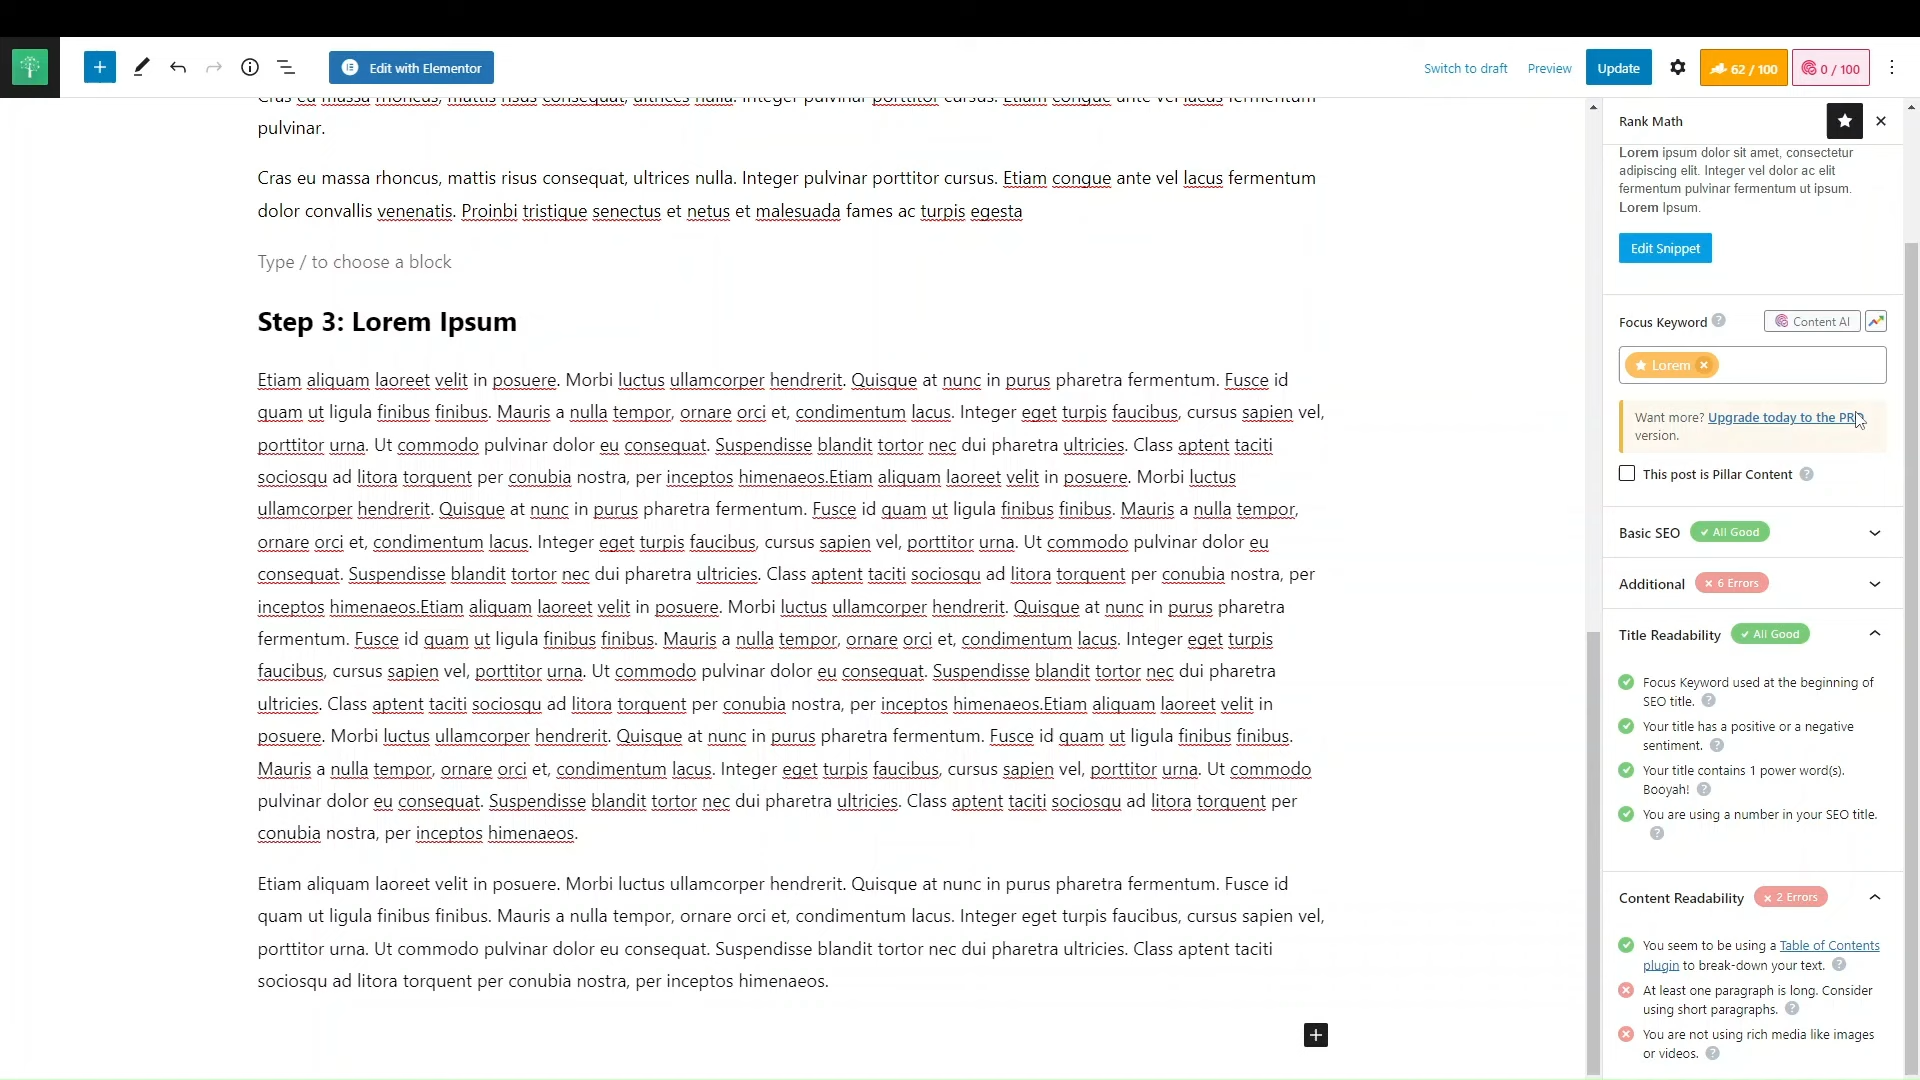 Edit with Elementor
Switch to draft
Preview
Update
62 / 100
0 / 100
Cras eu massa rhoncus, mattis risus consequat, ultrices nulla. Integer pulvinar porttitor cursus. Etiam congue ante vel lacus fermentum
pulvinar.
Cras eu massa rhoncus, mattis risus consequat, ultrices nulla. Integer pulvinar porttitor cursus. Etiam congue ante vel lacus fermentum
dolor convallis venenatis. Proinbi tristique senectus et netus et malesuada fames ac turpis egesta
Type / to choose a block
Step 3: Lorem Ipsum
Etiam aliquam laoreet velit in posuere. Morbi luctus ullamcorper hendrerit. Quisque at nunc in purus pharetra fermentum. Fusce id
quam ut ligula finibus finibus. Mauris a nulla tempor, ornare orci et, condimentum lacus. Integer eget turpis faucibus, cursus sapien vel,
porttitor urna. Ut commodo pulvinar dolor eu consequat. Suspendisse blandit tortor nec dui pharetra ultricies. Class aptent taciti
sociosqu ad litora torquent per conubia nostra, per inceptos himenaeos.Etiam aliquam laoreet velit in posuere. Morbi luctus
ullamcorper hendrerit. Quisque at nunc in purus pharetra fermentum. Fusce id quam ut ligula finibus finibus. Mauris a nulla tempor,
ornare orci et, condimentum lacus. Integer eget turpis faucibus, cursus sapien vel, porttitor urna. Ut commodo pulvinar dolor eu
consequat. Suspendisse blandit tortor nec dui pharetra ultricies. Class aptent taciti sociosqu ad litora torquent per conubia nostra, per
inceptos himenaeos.Etiam aliquam laoreet velit in posuere. Morbi luctus ullamcorper hendrerit. Quisque at nunc in purus pharetra
fermentum. Fusce id quam ut ligula finibus finibus. Mauris a nulla tempor, ornare orci et, condimentum lacus. Integer eget turpis
faucibus, cursus sapien vel, porttitor urna. Ut commodo pulvinar dolor eu consequat. Suspendisse blandit tortor nec dui pharetra
ultricies. Class aptent taciti sociosqu ad litora torquent per conubia nostra, per inceptos himenaeos.Etiam aliquam laoreet velit in
posuere. Morbi luctus ullamcorper hendrerit. Quisque at nunc in purus pharetra fermentum. Fusce id quam ut ligula finibus finibus.
Mauris a nulla tempor, ornare orci et, condimentum lacus. Integer eget turpis faucibus, cursus sapien vel, porttitor urna. Ut commodo
pulvinar dolor eu consequat. Suspendisse blandit tortor nec dui pharetra ultricies. Class aptent taciti sociosqu ad litora torquent per
conubia nostra, per inceptos himenaeos.
Etiam aliquam laoreet velit in posuere. Morbi luctus ullamcorper hendrerit. Quisque at nunc in purus pharetra fermentum. Fusce id
quam ut ligula finibus finibus. Mauris a nulla tempor, ornare orci et, condimentum lacus. Integer eget turpis faucibus, cursus sapien vel,
porttitor urna. Ut commodo pulvinar dolor eu consequat. Suspendisse blandit tortor nec dui pharetra ultricies. Class aptent taciti
sociosqu ad litora torquent per conubia nostra, per inceptos himenaeos.
Rank Math
Lorem ipsum dolor sit amet, consectetur
adipiscing elit. Integer vel dolor ac elit
fermentum pulvinar fermentum ut ipsum.
Lorem Ipsum.
Edit Snippet
Focus Keyword
Content AI
Lorem
Want more? Upgrade today to the PRO
version.
This post is Pillar Content
Basic SEO All Good
Additional 6 Errors
Title Readability All Good
Focus Keyword used at the beginning of
SEO title.
Your title has a positive or a negative
sentiment.
Your title contains 1 power word(s).
Booyah!
You are using a number in your SEO title.
Content Readability 2 Errors
You seem to be using a Table of Contents
plugin to break-down your text.
At least one paragraph is long. Consider
using short paragraphs.
You are not using rich media like images
or videos.